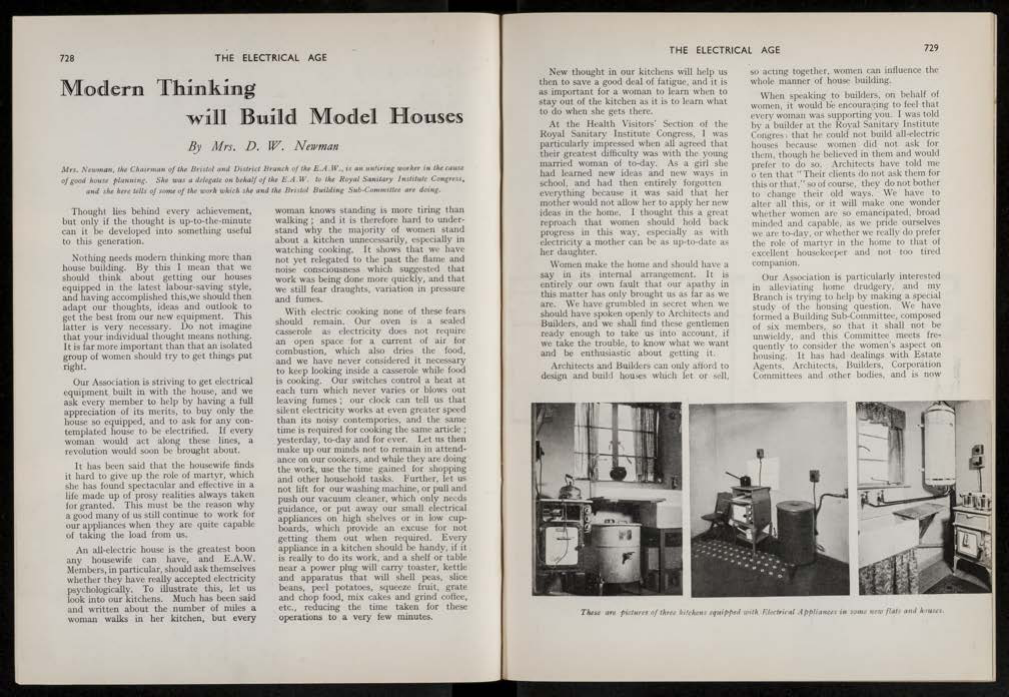 728
THE ELECTRICAL AGE
Modern Thinking
will Build Model Houses
By Mrs. D. W. Newman
Mrs. Newman, the Chairman of the Bristol and District Branch of the E.A.W., is an untiring worker in the cause
of good house planning. She was a delegate on behalf of the E.A.W. to the Royal Sanitary Institute Congress,
and she here tells of some of the work which she and the Bristol Building Sub-Committee are doing.
Thought lies behind every achievement,
but only if the thought is up-to-the-minute
can it be developed into something useful
to this generation.
Nothing needs modern thinking more than
house building. By this I mean that we
should think about getting our houses
equipped in the latest labour-saving style,
and having accomplished this,we should then
adapt our thoughts, ideas and outlook to
get the best from our new equipment. This
latter is very necessary. Do not imagine
that your individual thought means nothing.
It is far more important than that an isolated
group of women should try to get things put
right.
Our Association is striving to get electrical
equipment built in with the house, and we
ask every member to help by having a full
appreciation of its merits, to buy only the
house so equipped, and to ask for any con-
templated house to be electrified. If every
woman would act along these lines, a
revolution would soon be brought about.
It has been said that the housewife finds
it hard to give up the role of martyr, which
she has found spectacular and effective in a
life made up of prosy realities always taken
for granted. This must be the reason why
a good many of us still continue to work for
our appliances when they are quite capable
of taking the load from us.
An all-electric house is the greatest boon
any housewife can have, and E.A.W.
Members, in particular, should ask themselves
whether they have really accepted electricity
psychologically. To illustrate this, let us
look into our kitchens. Much has been said
and written about the number of miles a
woman walks in her kitchen, but every
woman knows standing is more tiring than
walking ; and it is therefore hard to under-
stand why the majority of women stand
about a kitchen unnecessarily, especially in
watching cooking. It shows that we have
not yet relegated to the past the flame and
noise consciousness which suggested that
work was being done more quickly, and that
we still fear draughts, variation in pressure
and fumes.
With electric cooking none of these fears
should remain. Our oven is a sealed
casserole as electricity does not require
an open space for a current of air for
combustion, which also dries the food,
and we have never considered it necessary
to keep looking inside a casserole while food
is cooking. Our switches control a heat at
each turn which never varies or blows out
leaving fumes ; our clock can tell us that
silent electricity works at even greater speed
than its noisy contempories, and the same
time is required for cooking the same article ;
yesterday, to-day and for ever. Let us then
make up our minds not to remain in attend-
ance on our cookers, and while they are doing
the work, use the time gained for shopping
and other household tasks. Further, let us
not lift for our washing machine, or pull and
push our vacuum cleaner, which only needs
guidance, or put away our small electrical
appliances on high shelves or in low cup-
boards, which provide an excuse for not
getting them out when required. Every
appliance in a kitchen should be handy, if it
is really to do its work, and a shelf or table
near a power plug will carry toaster, kettle
and apparatus that will shell peas, slice
beans, peel potatoes, squeeze fruit, grate
and chop food, mix cakes and grind coffee,
etc., reducing the time taken for these
operations to a very few minutes.
THE ELECTRICAL AGE
729
New thought in our kitchens will help us
then to save a good deal of fatigue, and it is
as important for a woman to learn when to
stay out of the kitchen as it is to learn what
to do when she gets there.
At the Health Visitors' Section of the
Royal Sanitary Institute Congress, I was
particularly impressed when all agreed that
their greatest difficulty was with the young
married woman of to-day. As a girl she
had learned new ideas and new ways in
school, and had then entirely forgotten
everything because it was said that her
mother would not allow her to apply her new
ideas in the home. I thought this a great
reproach that women should hold back
progress in this way, especially as with
electricity a mother can be as up-to-date as
her daughter.
Women make the home and should have a
say in its internal arrangement. It is
entirely our own fault that our apathy in
this matter has only brought us as far as we
are. We have grumbled in secret when we
should have spoken openly to Architects and
Builders, and we shall find these gentlemen
ready enough to take us into account, if
we take the trouble, to know what we want
and be enthusiastic about getting it.
Architects and Builders can only afford to
design and build houses which let or sell,
so acting together, women can influence the
whole manner of house building.
When speaking to builders, on behalf of
women, it would be encouraging to feel that
every woman was supporting you. I was told
by a builder at the Royal Sanitary Institute
Congress that he could not build all-electric
houses because women did not ask for
them, though he believed in them and would
prefer to do so. Architects have told me
o ten that " Their clients do not ask them for
this or that," so of course, they do not bother
to change their old ways. We have to
alter all this, or it will make one wonder
whether women are so emancipated, broad
minded and capable, as we pride ourselves
we are to-day, or whether we really do prefer
the role of martyr in the home to that of
excellent housekeeper and not too tired
companion.
Our Association is particularly interested
in alleviating home drudgery, and my
Branch is trying to help by making a special
study of the housing question. We have
formed a Building Sub-Committee, composed
of six members, so that it shall not be
unwieldy, and this Committee meets fre-
quently to consider the women's aspect on
housing. It has had dealings with Estate
Agents, Architects, Builders, Corporation
Committees and other bodies, and is now
These are pictures of three kitchens equipped with Electrical Appliances in some new flats and houses.